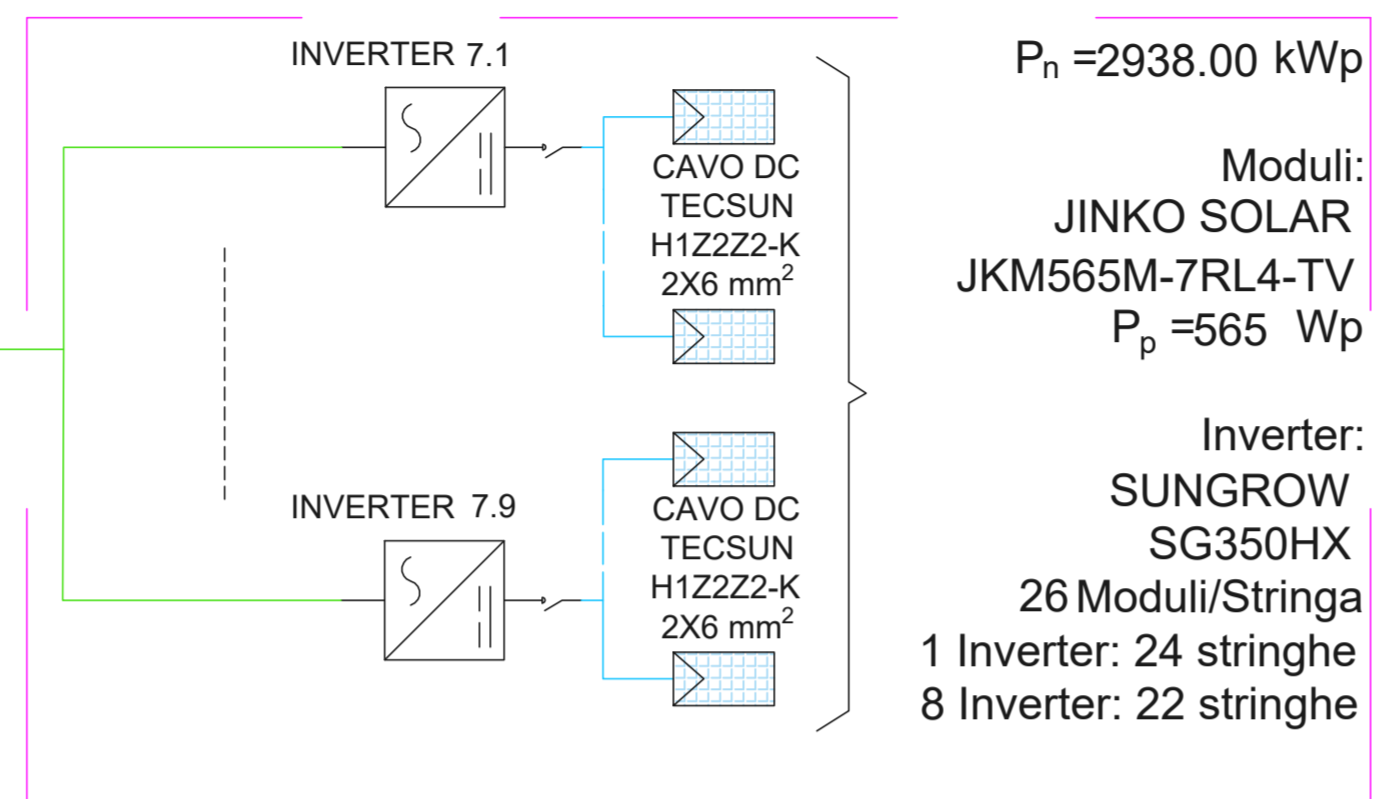 INVERTER 7.1
CAVO DC
TECSUN
H1Z2Z2-K
2X6 mm²
INVERTER 7.9
CAVO DC
TECSUN
H1Z2Z2-K
2X6 mm²
Pn =2938.00 kWp
Moduli:
JINKO SOLAR
JKM565M-7RL4-TV
Pp =565 Wp
Inverter:
SUNGROW
SG350HX
26 Moduli/Stringa
1 Inverter: 24 stringhe
8 Inverter: 22 stringhe